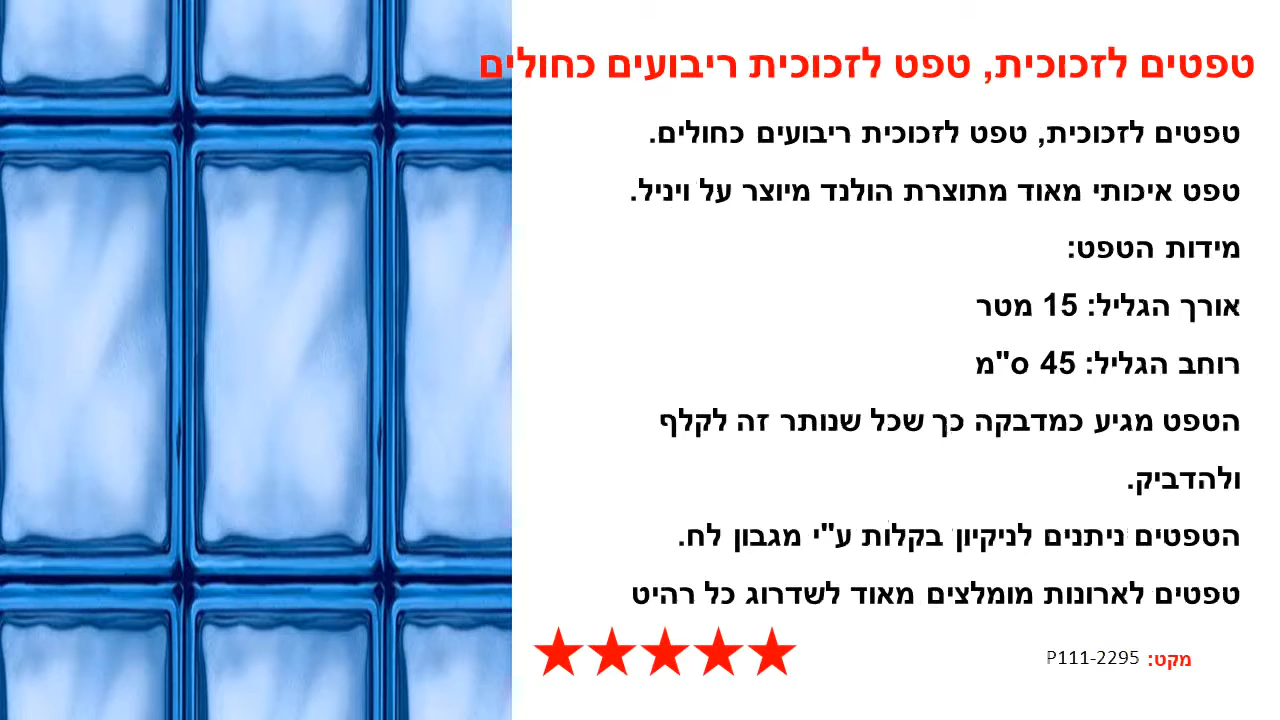 טפטים לזכוכית, טפט לזכוכית ריבועים כחולים
טפטים לזכוכית, טפט לזכוכית ריבועים כחולים.
טפט איכותי מאוד מתוצרת הולנד מיוצר על ויניל.
מידות הטפט:
אורך הגליל: 15 מטר
רוחב הגליל: 45 ס"מ
הטפט מגיע כמדבקה כך שכל שנותר זה לקלף
ולהדביק.
הטפטים ניתנים לניקיון בקלות ע"י מגבון לח.
טפטים לארונות מומלצים מאוד לשדרוג כל רהיט
מקט: P111-2295